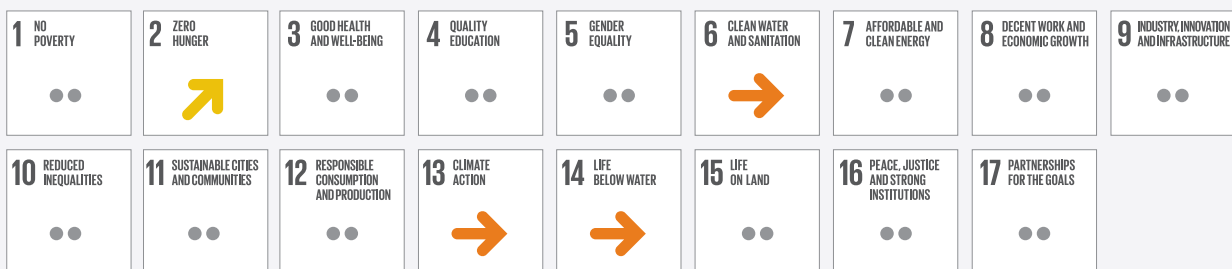 1 NO
POVERTY
2 ZERO
HUNGER
3 GOOD HEALTH
AND WELL-BEING
4 QUALITY
EDUCATION
5 GENDER
EQUALITY
6 CLEAN WATER
AND SANITATION
7 AFFORDABLE AND
CLEAN ENERGY
8 DECENT WORK AND
ECONOMIC GROWTH
9 INDUSTRY, INNOVATION
AND INFRASTRUCTURE
10 REDUCED
INEQUALITIES
11 SUSTAINABLE CITIES
AND COMMUNITIES
12 RESPONSIBLE
CONSUMPTION
AND PRODUCTION
13 CLIMATE
ACTION
14 LIFE
BELOW WATER
15 LIFE
ON LAND
16 PEACE, JUSTICE
AND STRONG
INSTITUTIONS
17 PARTNERSHIPS
FOR THE GOALS